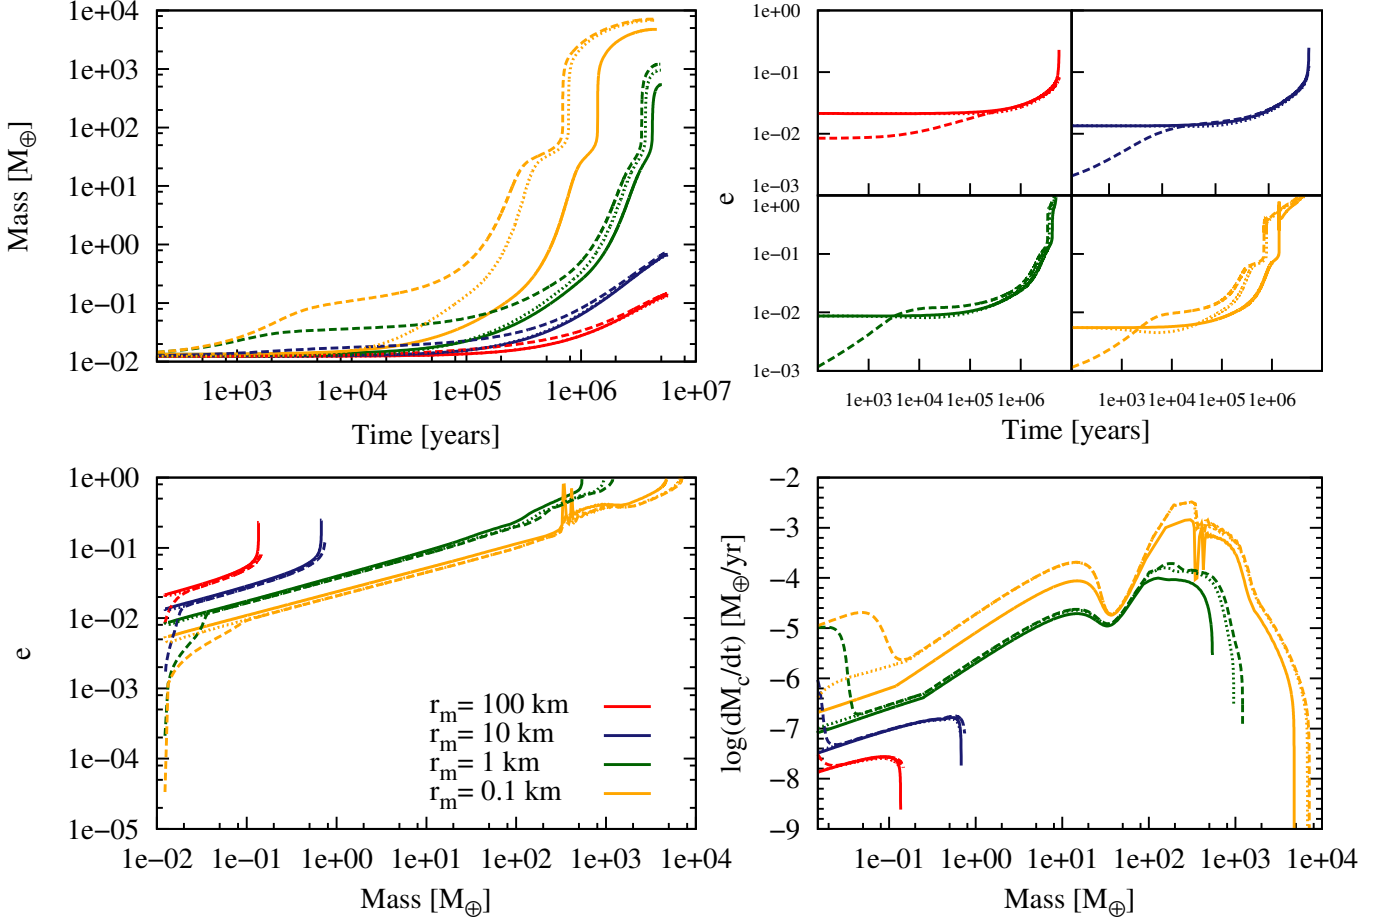 1e+04
1e+03
1e+02
1e+01
1e+00
1e−01
1e−02
Mass [M⊕]
1e+03 1e+04 1e+05 1e+06 1e+07
Time [years]
1e+00
1e−01
1e−02
1e−03
1e+00
1e−01
1e−02
1e−03
e
1e+03 1e+04 1e+05 1e+06 1e+03 1e+04 1e+05 1e+06
Time [years]
1e+00
1e−01
1e−02
1e−03
1e−04
1e−05
e
r_m= 100 km
r_m= 10 km
r_m= 1 km
r_m= 0.1 km
1e−02 1e−01 1e+00 1e+01 1e+02 1e+03 1e+04
Mass [M⊕]
−2
−3
−4
−5
−6
−7
−8
−9
log(dM_c/dt) [M⊕/yr]
1e−01 1e+00 1e+01 1e+02 1e+03 1e+04
Mass [M⊕]